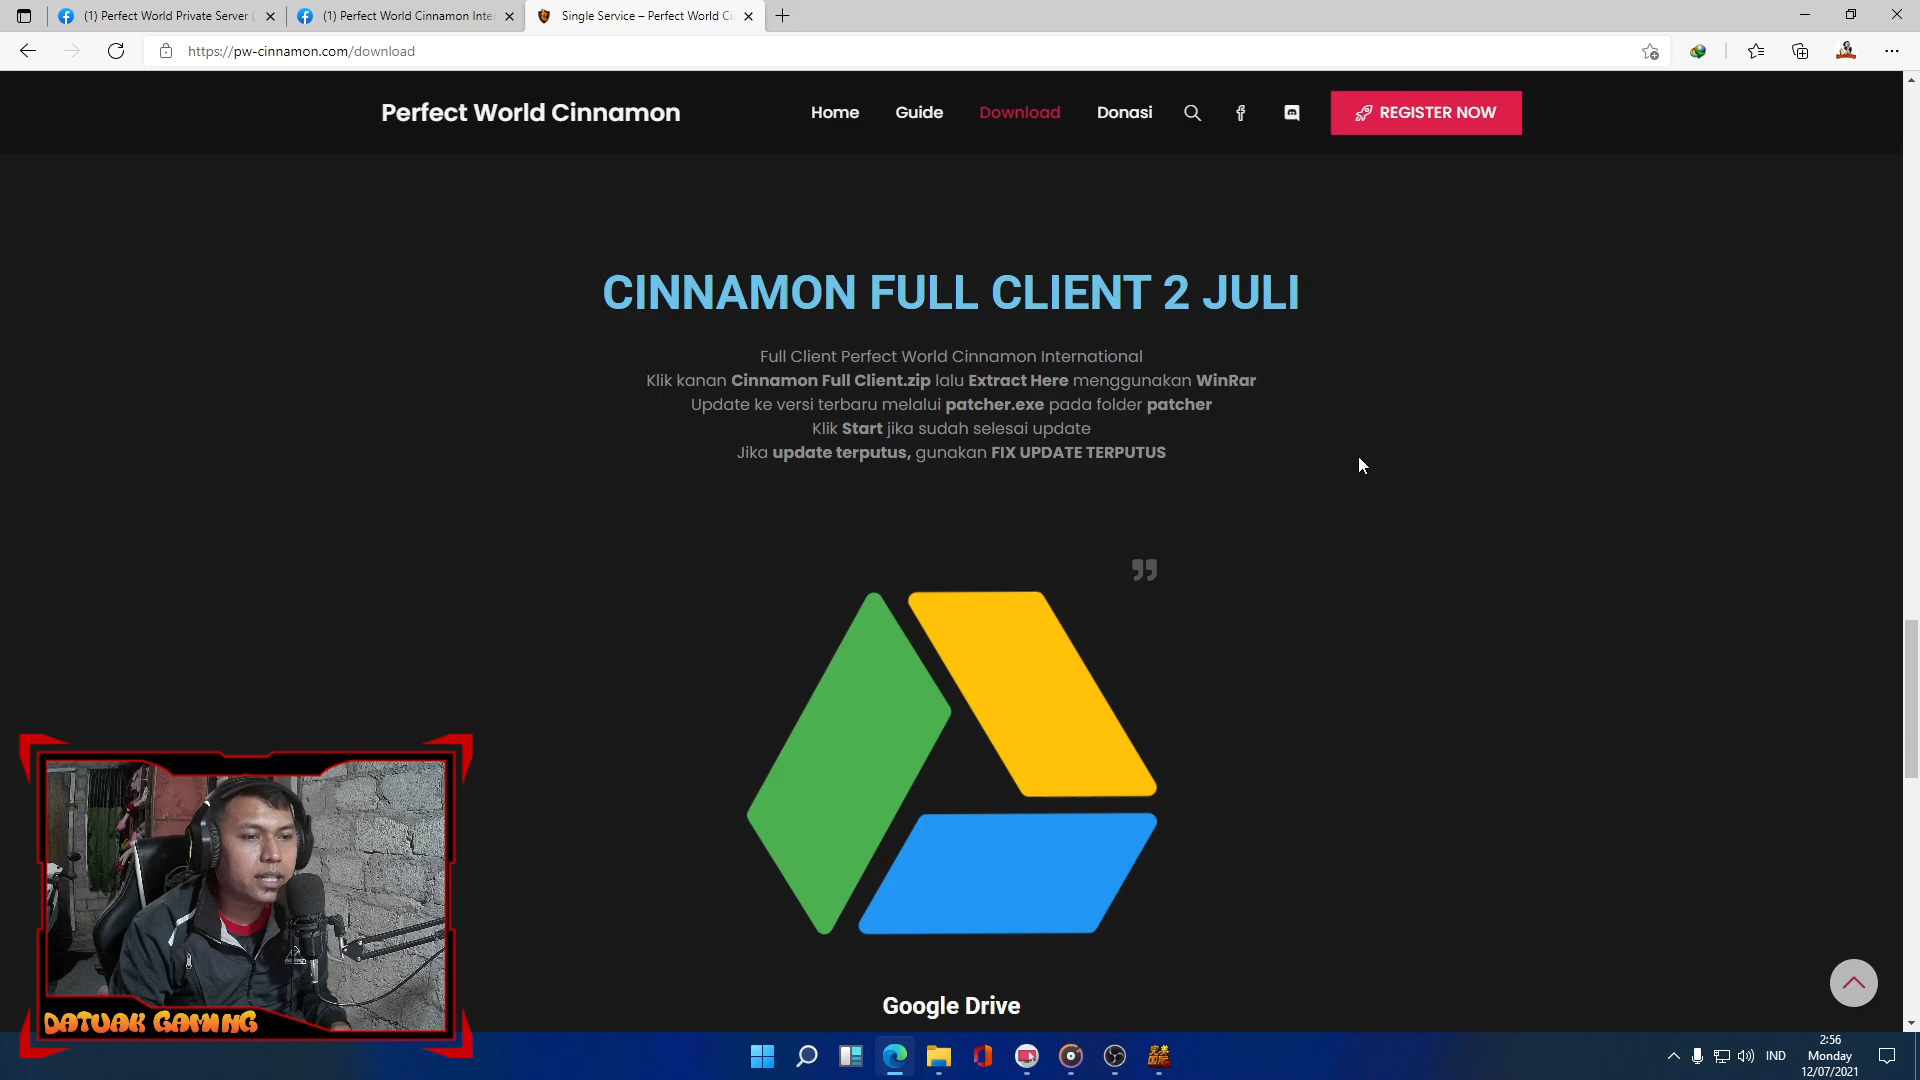 (1) Perfect World Private Server (
(1) Perfect World Cinnamon Inte
Single Service – Perfect World Ci
https://pw-cinnamon.com/download
Perfect World Cinnamon
Home
Guide
Download
Donasi
REGISTER NOW
CINNAMON FULL CLIENT 2 JULI
Full Client Perfect World Cinnamon International
Klik kanan Cinnamon Full Client.zip lalu Extract Here menggunakan WinRar
Update ke versi terbaru melalui patcher.exe pada folder patcher
Klik Start jika sudah selesai update
Jika update terputus, gunakan FIX UPDATE TERPUTUS
Google Drive
DATUAK GAMING
IND
2:56
Monday
12/07/2021